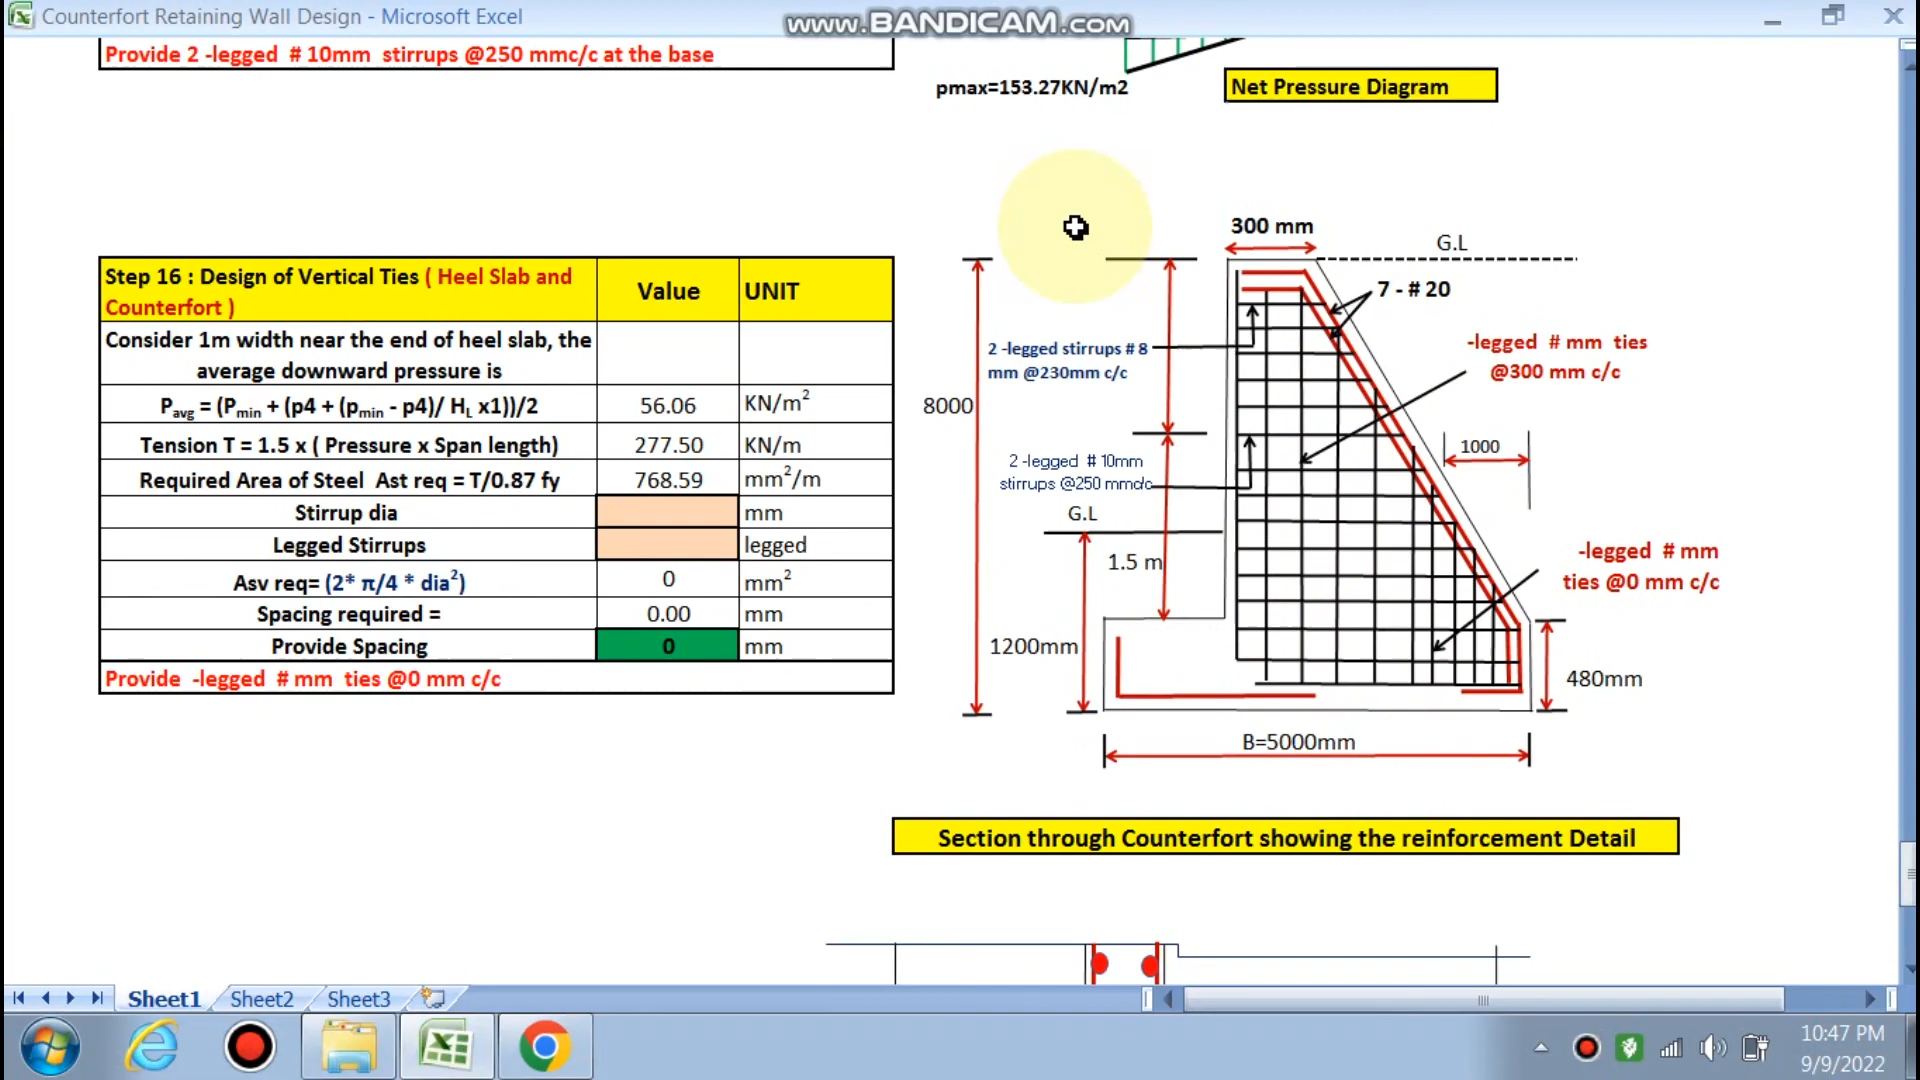 Counterfort Retaining Wall Design - Microsoft Excel
WWW.BANDICAM.COM
Provide 2 -legged # 10mm stirrups @250 mmc/c at the base
pmax=153.27KN/m2
Net Pressure Diagram
Step 16 : Design of Vertical Ties ( Heel Slab and Counterfort )
Value
UNIT
Consider 1m width near the end of heel slab, the
average downward pressure is
Pavg = (Pmin + (p4 + (pmin - p4)/ HL x1))/2
56.06
KN/m2
Tension T = 1.5 x ( Pressure x Span length)
277.50
KN/m
Required Area of Steel Ast req = T/0.87 fy
768.59
mm2/m
Stirrup dia
mm
Legged Stirrups
legged
Asv req= (2* π/4 * dia2)
0
mm2
Spacing required =
0.00
mm
Provide Spacing
0
mm
Provide -legged # mm ties @0 mm c/c
300 mm
G.L
7 - # 20
-legged # mm ties
@300 mm c/c
2 -legged stirrups # 8
mm @230mm c/c
8000
1000
2 -legged # 10mm
stirrups @250 mmc/c
G.L
1.5 m
-legged # mm
ties @0 mm c/c
1200mm
480mm
B=5000mm
Section through Counterfort showing the reinforcement Detail
Sheet1
Sheet2
Sheet3
10:47 PM
9/9/2022